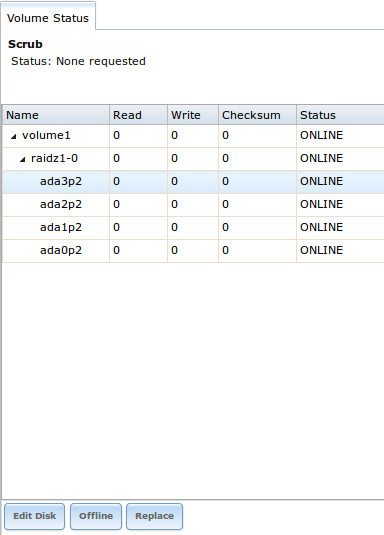 Volume Status
Scrub
Status: None requested
Name Read Write Checksum Status
volume1 0 0 0 ONLINE
raidz1-0 0 0 0 ONLINE
ada3p2 0 0 0 ONLINE
ada2p2 0 0 0 ONLINE
ada1p2 0 0 0 ONLINE
ada0p2 0 0 0 ONLINE
Edit Disk Offline Replace